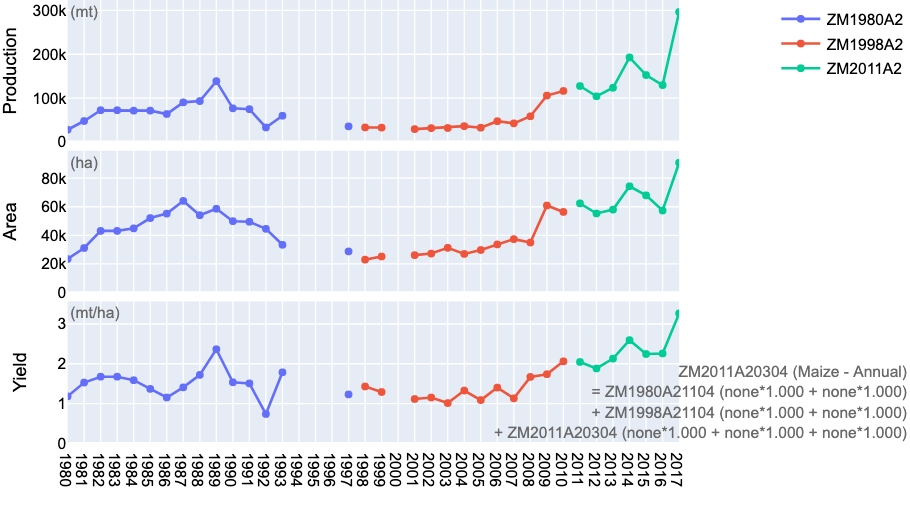 300k
(mt)
200k
100k
0
Production
ZM1980A2
ZM1998A2
ZM2011A2
(ha)
80k
60k
40k
20k
0
Area
(mt/ha)
3
2
1
0
Yield
ZM2011A20304 (Maize - Annual)
= ZM1980A21104 (none*1.000 + none*1.000)
+ ZM1998A21104 (none*1.000 + none*1.000)
+ ZM2011A20304 (none*1.000 + none*1.000 + none*1.000)
1980
1981
1982
1983
1984
1985
1986
1987
1988
1989
1990
1991
1992
1993
1994
1995
1996
1997
1998
1999
2000
2001
2002
2003
2004
2005
2006
2007
2008
2009
2010
2011
2012
2013
2014
2015
2016
2017